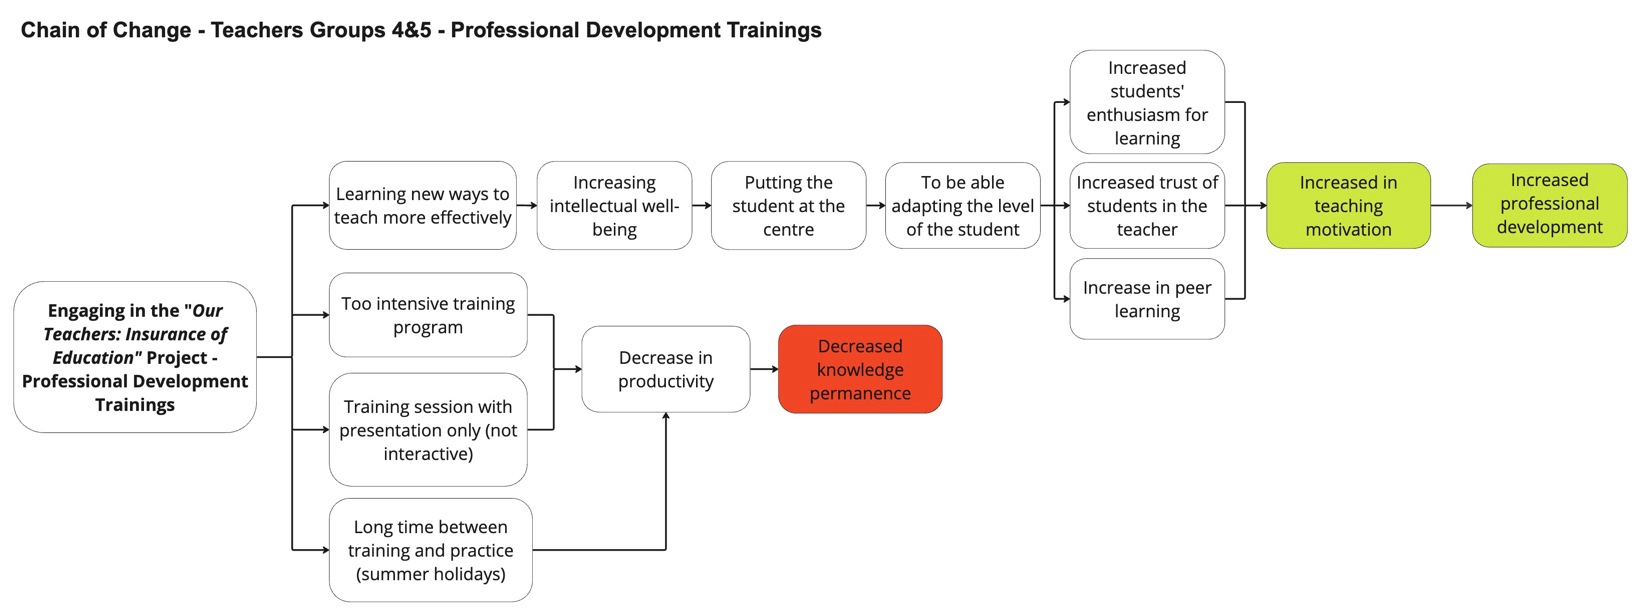 Chain of Change - Teachers Groups 4&5 - Professional Development Trainings
Engaging in the "Our
Teachers: Insurance of
Education" Project -
Professional Development
Trainings
Learning new ways to
teach more effectively
Increasing
intellectual well-
being
Putting the
student at the
centre
To be able
adapting the level
of the student
Increased
students'
enthusiasm for
learning
Increased trust of
students in the
teacher
Increase in peer
learning
Increased in
teaching
motivation
Increased
professional
development
Too intensive training
program
Training session with
presentation only (not
interactive)
Long time between
training and practice
(summer holidays)
Decrease in
productivity
Decreased
knowledge
permanence